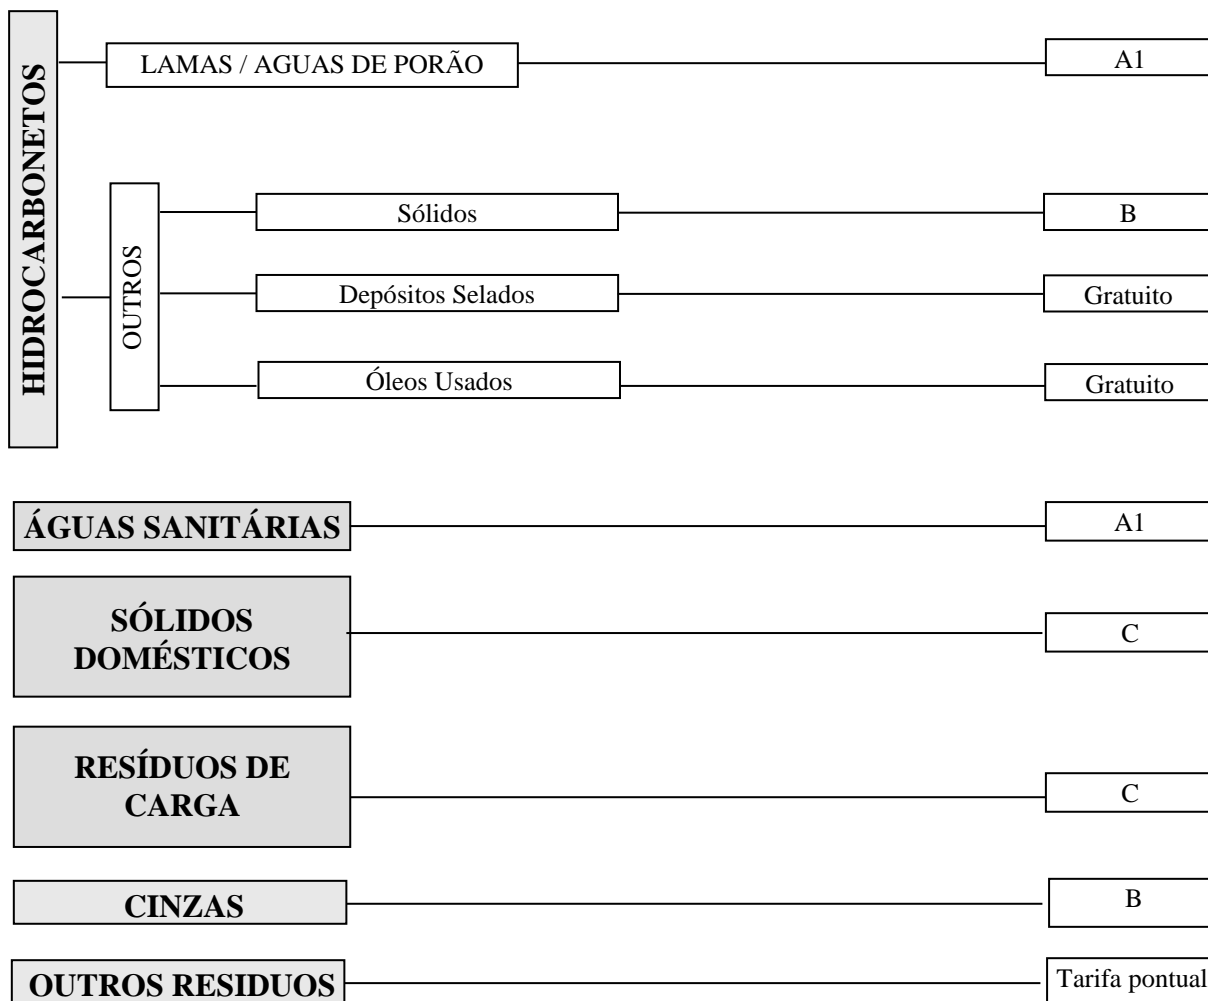 HIDROCARBONETOS
LAMAS / AGUAS DE PORÃO
A1
OUTROS
Sólidos
B
Depósitos Selados
Gratuito
Óleos Usados
Gratuito
ÁGUAS SANITÁRIAS
A1
SÓLIDOS
DOMÉSTICOS
C
RESÍDUOS DE
CARGA
C
CINZAS
B
OUTROS RESIDUOS
Tarifa pontual